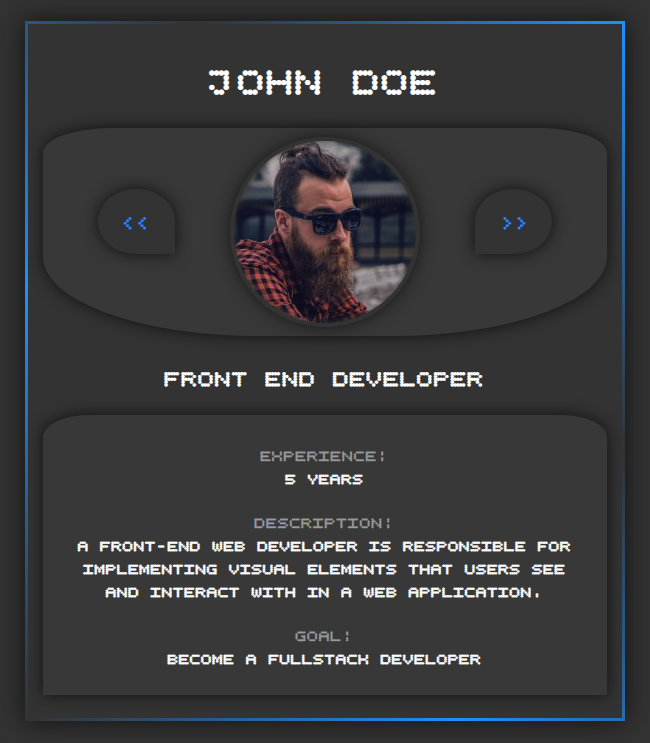 JOHN DOE
<< >>
FRONT END DEVELOPER
EXPERIENCE:
5 YEARS
DESCRIPTION:
A FRONT-END WEB DEVELOPER IS RESPONSIBLE FOR
IMPLEMENTING VISUAL ELEMENTS THAT USERS SEE
AND INTERACT WITH IN A WEB APPLICATION.
GOAL:
BECOME A FULLSTACK DEVELOPER